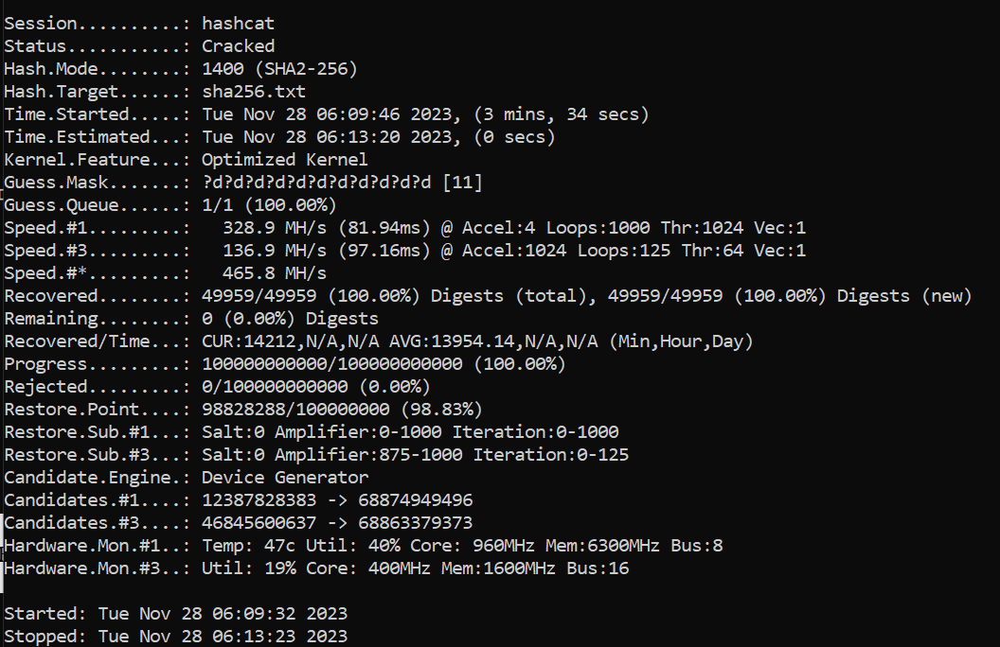 Session..........: hashcat
Status...........: Cracked
Hash.Mode........: 1400 (SHA2-256)
Hash.Target......: sha256.txt
Time.Started.....: Tue Nov 28 06:09:46 2023, (3 mins, 34 secs)
Time.Estimated...: Tue Nov 28 06:13:20 2023, (0 secs)
Kernel.Feature...: Optimized Kernel
Guess.Mask.......: ?d?d?d?d?d?d?d?d?d?d?d [11]
Guess.Queue......: 1/1 (100.00%)
Speed.#1.........:   328.9 MH/s (81.94ms) @ Accel:4 Loops:1000 Thr:1024 Vec:1
Speed.#3.........:   136.9 MH/s (97.16ms) @ Accel:1024 Loops:125 Thr:64 Vec:1
Speed.#*.........:   465.8 MH/s
Recovered........: 49959/49959 (100.00%) Digests (total), 49959/49959 (100.00%) Digests (new)
Remaining........: 0 (0.00%) Digests
Recovered/Time...: CUR:14212,N/A,N/A AVG:13954.14,N/A,N/A (Min,Hour,Day)
Progress.........: 100000000000/100000000000 (100.00%)
Rejected.........: 0/100000000000 (0.00%)
Restore.Point....: 98828288/100000000 (98.83%)
Restore.Sub.#1...: Salt:0 Amplifier:0-1000 Iteration:0-1000
Restore.Sub.#3...: Salt:0 Amplifier:875-1000 Iteration:0-125
Candidate.Engine.: Device Generator
Candidates.#1....: 12387828383 -> 68874949496
Candidates.#3....: 46845600637 -> 68863379373
Hardware.Mon.#1..: Temp: 47c Util: 40% Core: 960MHz Mem:6300MHz Bus:8
Hardware.Mon.#3..: Util: 19% Core: 400MHz Mem:1600MHz Bus:16
Started: Tue Nov 28 06:09:32 2023
Stopped: Tue Nov 28 06:13:23 2023